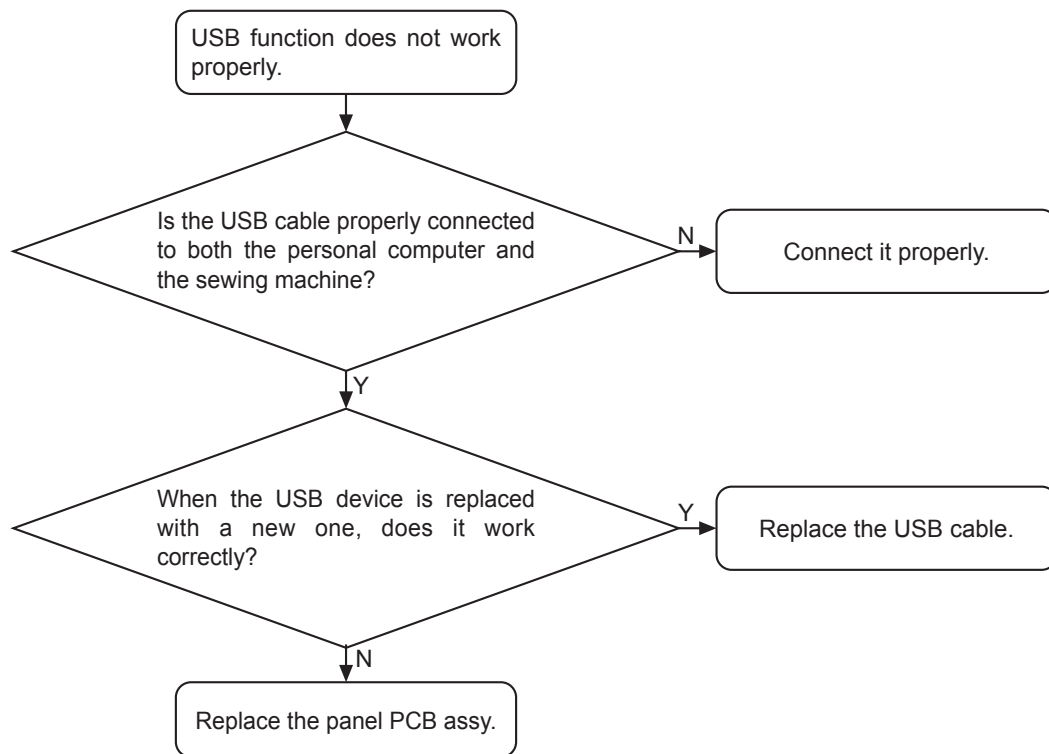 USB function does not work
properly.
Is the USB cable properly connected
to both the personal computer and
the sewing machine?
N
Connect it properly.
Y
When the USB device is replaced
with a new one, does it work
correctly?
Y
Replace the USB cable.
N
Replace the panel PCB assy.